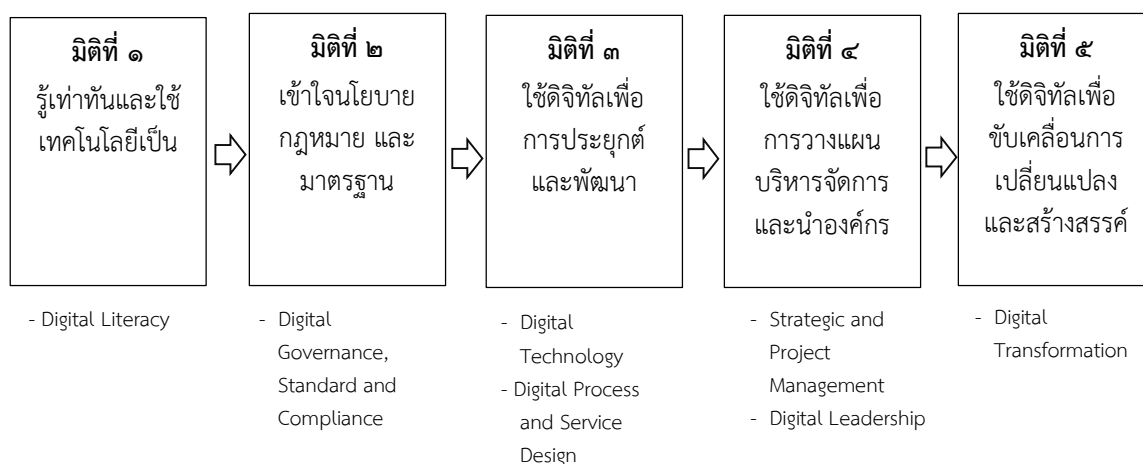 มิติที่ ๑
รู้เท่าทันและใช้
เทคโนโลยีเป็น
มิติที่ ๒
เข้าใจนโยบาย
กฎหมาย และ
มาตรฐาน
มิติที่ ๓
ใช้ดิจิทัลเพื่อ
การประยุกต์
และพัฒนา
มิติที่ ๔
ใช้ดิจิทัลเพื่อ
การวางแผน
บริหารจัดการ
และนำองค์กร
มิติที่ ๕
ใช้ดิจิทัลเพื่อ
ขับเคลื่อนการ
เปลี่ยนแปลง
และสร้างสรรค์
- Digital Literacy
- Digital
Governance,
Standard and
Compliance
- Digital
Technology
- Digital Process
and Service
Design
- Strategic and
Project
Management
- Digital Leadership
- Digital
Transformation